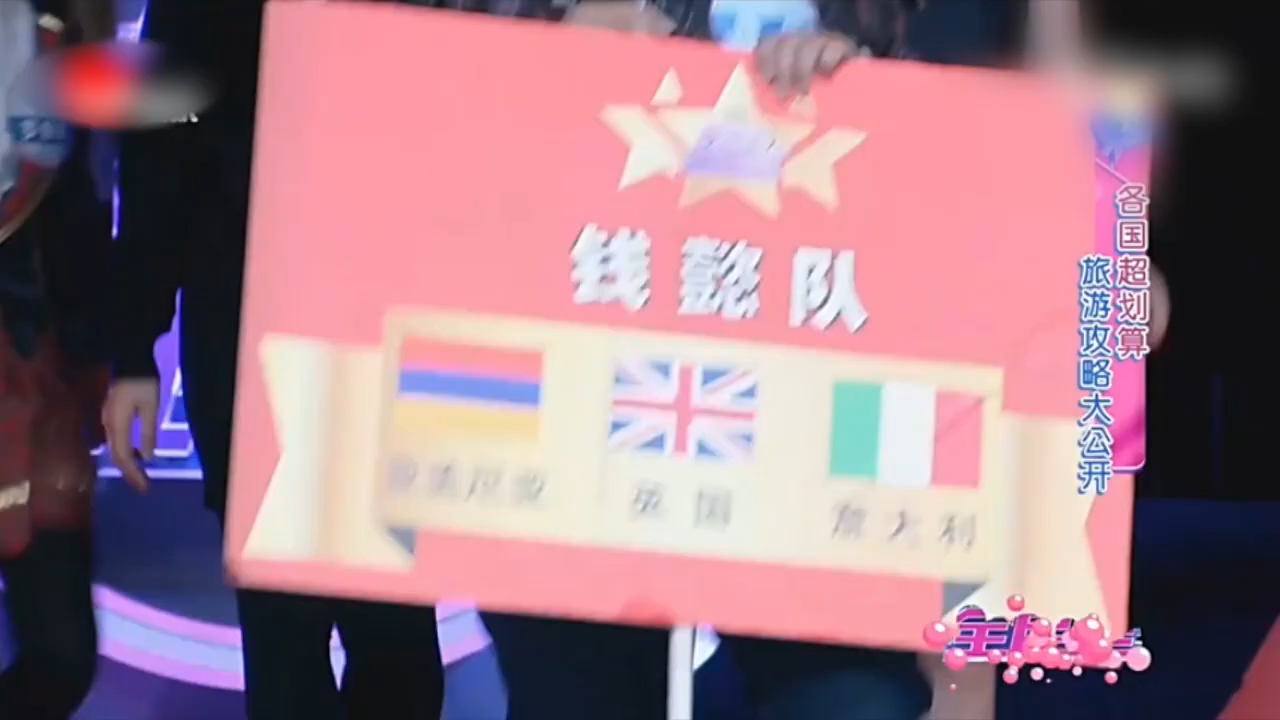 钱懿队
亚美尼亚
英国
意大利
各国超划算
旅游攻略大公开